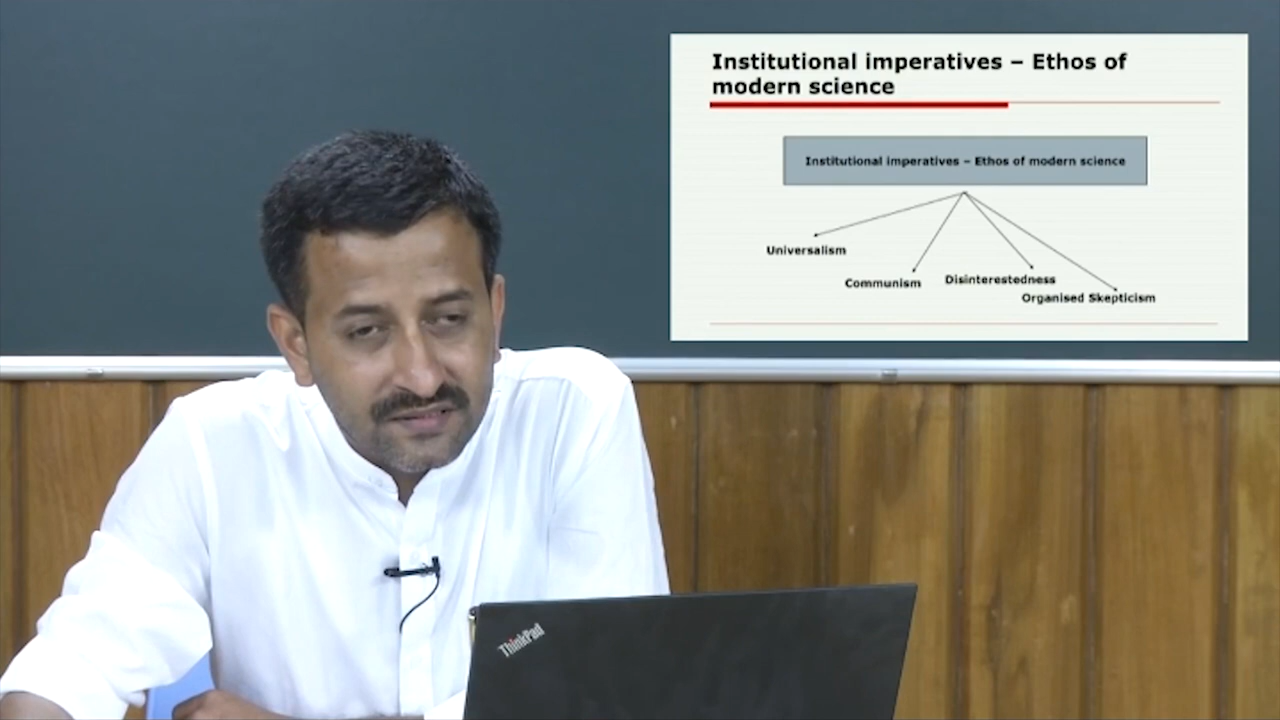 Institutional imperatives – Ethos of
modern science
Institutional imperatives – Ethos of modern science
Universalism
Communism
Disinterestedness
Organised Skepticism
ThinkPad